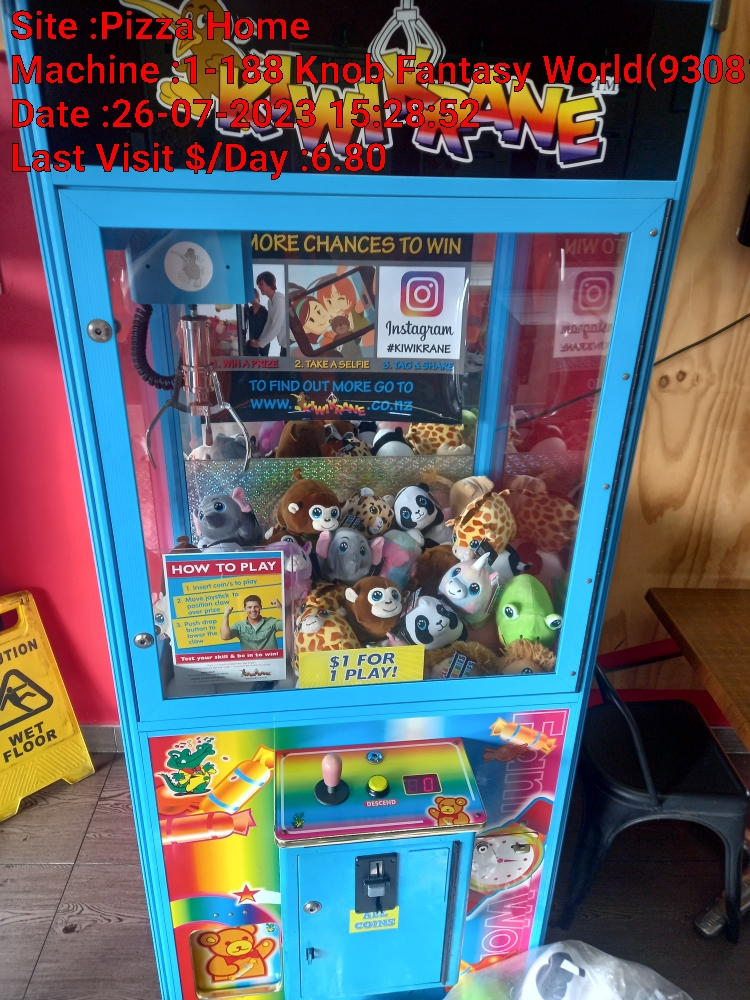 Site :Pizza Home
Machine :1-188 Knob Fantasy World(9308
Date :26-07-2023 15:28:52
Last Visit $/Day :6.80
KIWIKRANE TM
MORE CHANCES TO WIN
Instagram
#KIWIKRANE
1. WIN A PRIZE
2. TAKE A SELFIE
3. TAG & SHARE
TO FIND OUT MORE GO TO
www.KIWIKRANE.co.nz
HOW TO PLAY
1. Insert coin/s to play
2. Move joystick to
position claw
over prize
3. Push drop
button to
lower the
claw
Test your skill & be in to win!
$1 FOR
1 PLAY!
CAUTION
WET
FLOOR
DESCEND
0
COINS